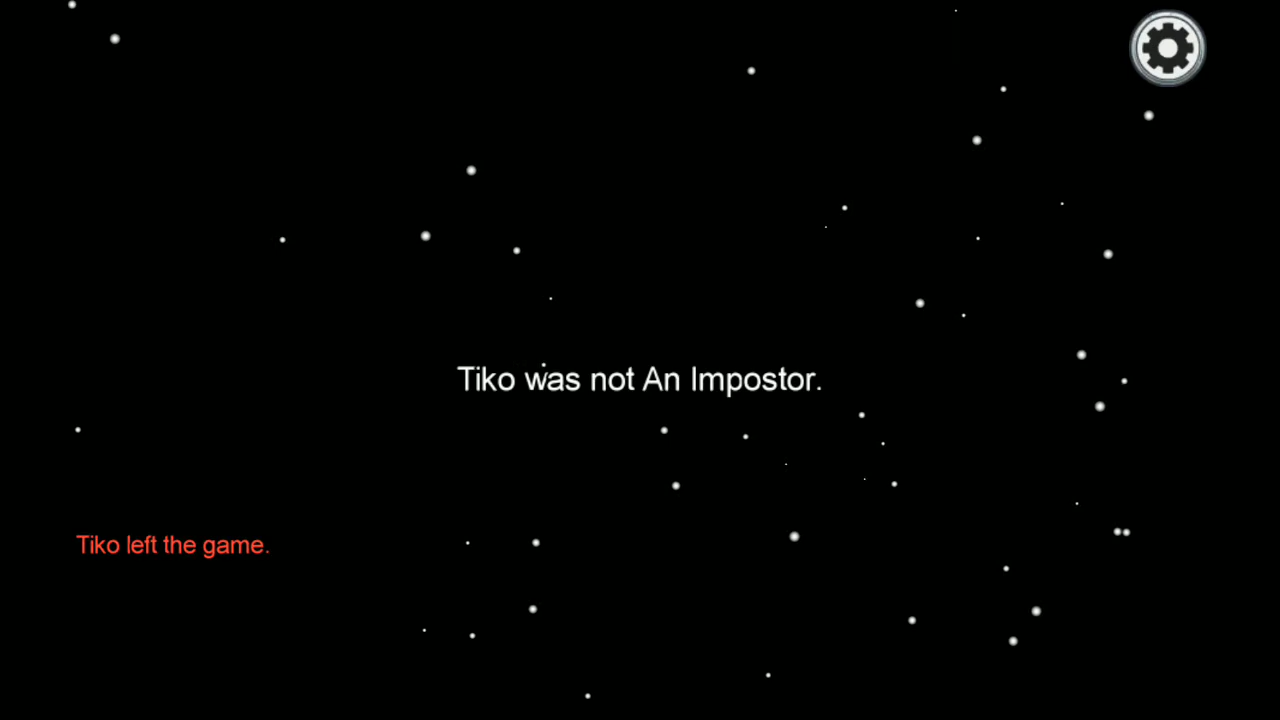 Tiko was not An Impostor.
Tiko left the game.